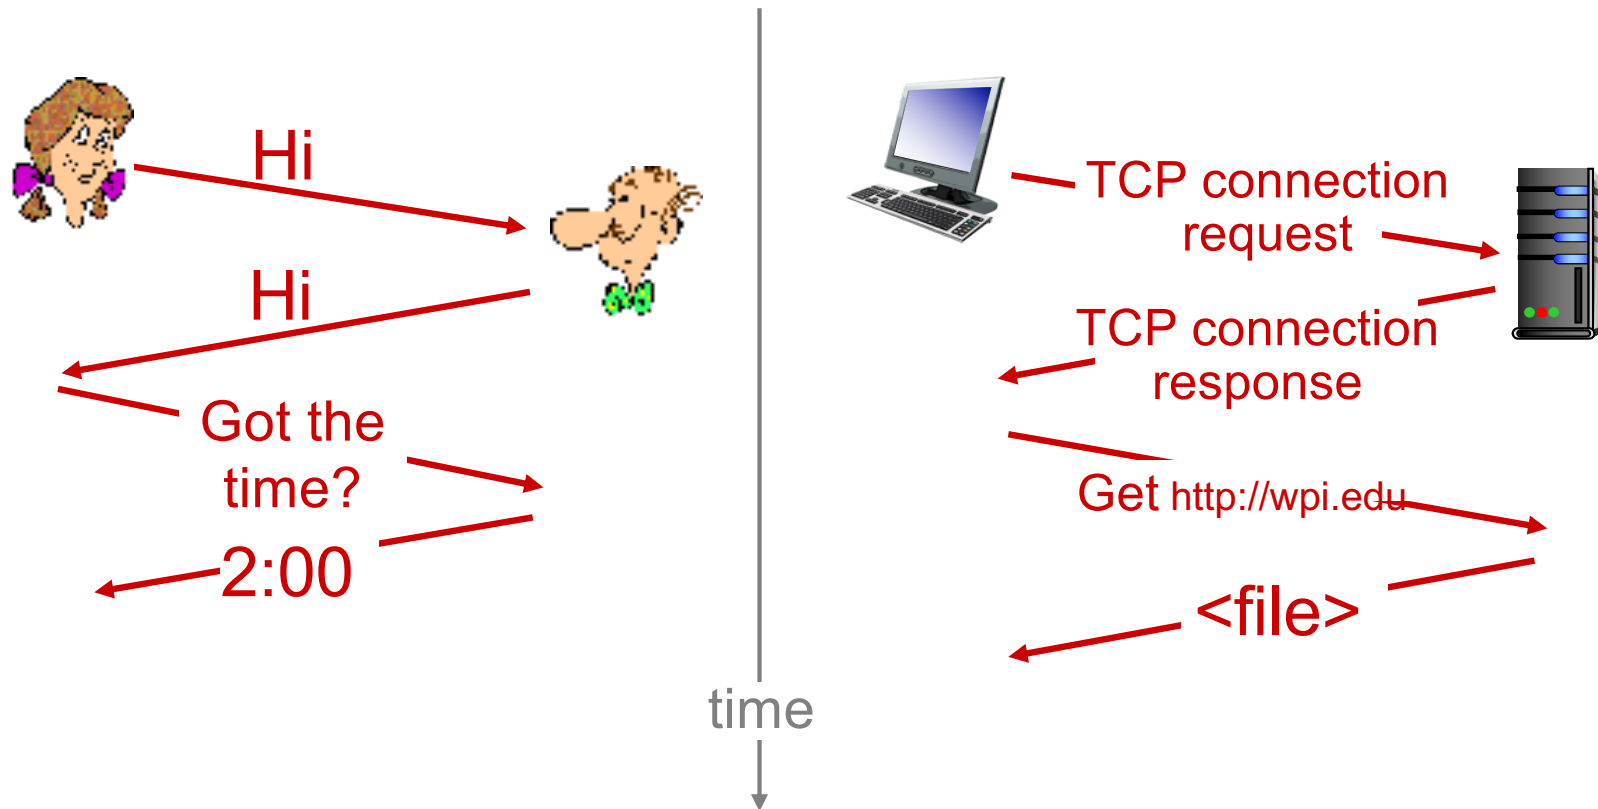 Hi
Hi
Got the
time?
2:00
TCP connection
request
TCP connection
response
Get http://wpi.edu
<file>
time